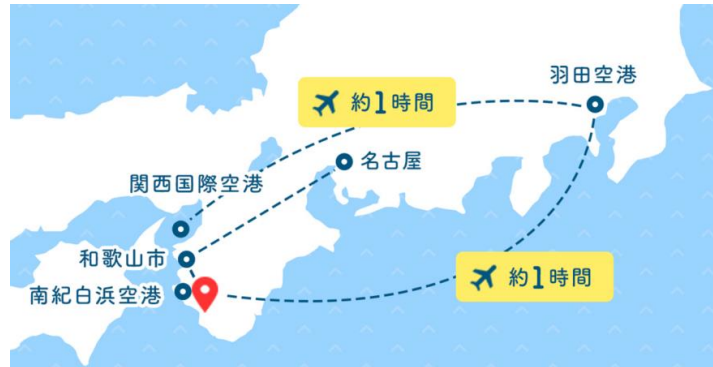 羽田空港
約1時間
名古屋
関西国際空港
和歌山市
約1時間
南紀白浜空港